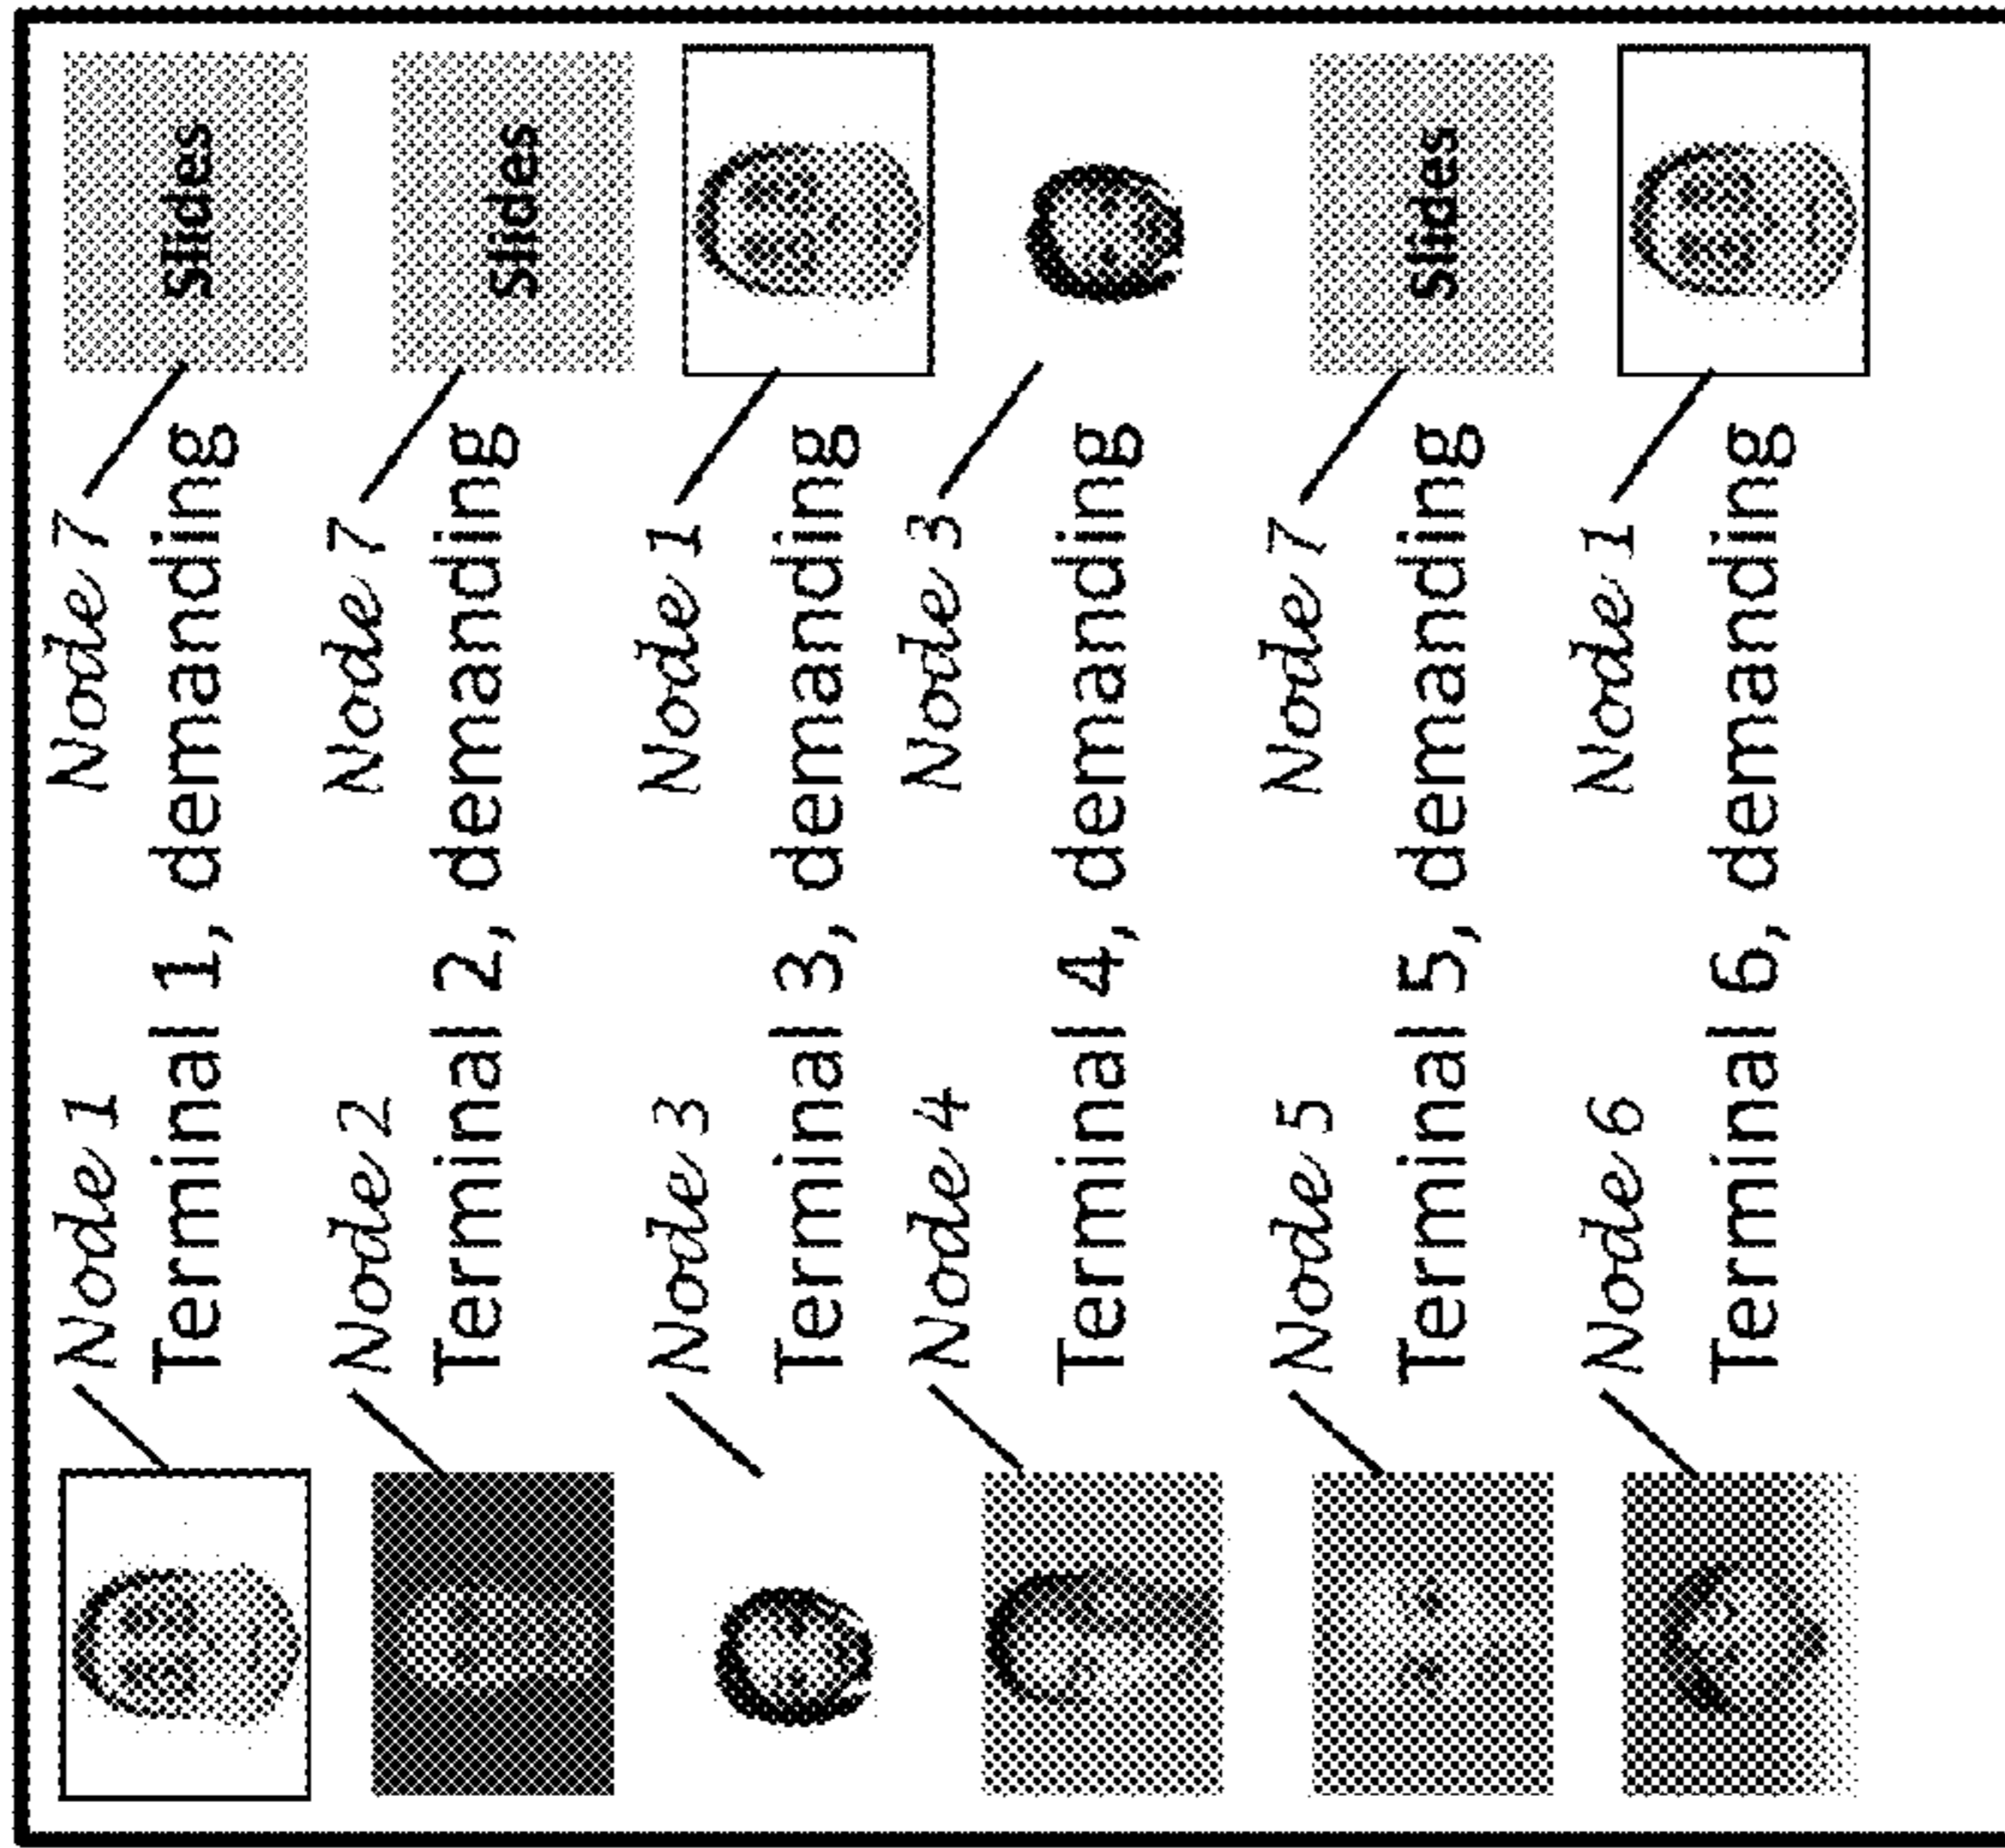 Node 1 Node 7
Slides
Terminal 1, demanding
Node 2 Node 7
Slides
Terminal 2, demanding
Node 3 Node 1
Terminal 3, demanding
Node 4 Node 3
Terminal 4, demanding
Node 5 Node 7
Slides
Terminal 5, demanding
Node 6 Node 1
Terminal 6, demanding